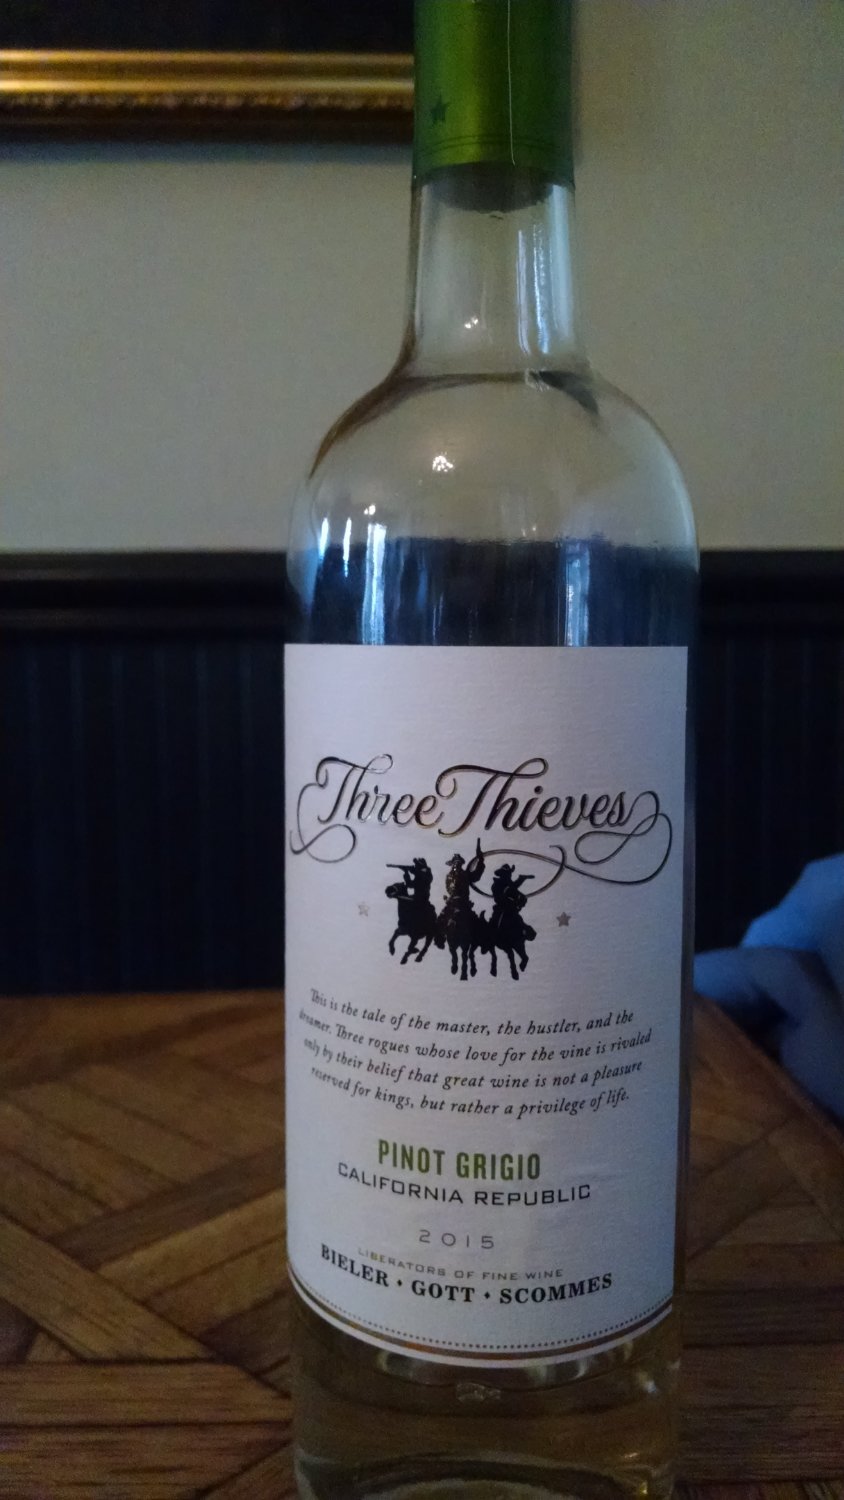 Three Thieves
This is the tale of the master, the hustler, and the
dreamer. Three rogues whose love for the vine is rivaled
only by their belief that great wine is not a pleasure
reserved for kings, but rather a privilege of life.
PINOT GRIGIO
CALIFORNIA REPUBLIC
2015
LIBERATORS OF FINE WINE
BIELER • GOTT • SCOMMES